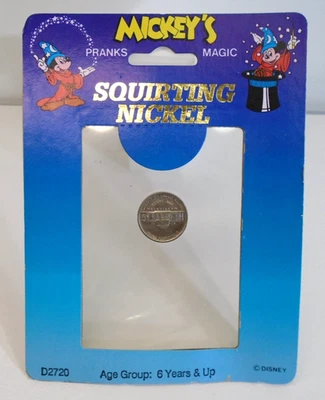 MICKEY'S
PRANKS MAGIC
SQUIRTING
NICKEL
D2720 Age Group: 6 Years & Up © DISNEY